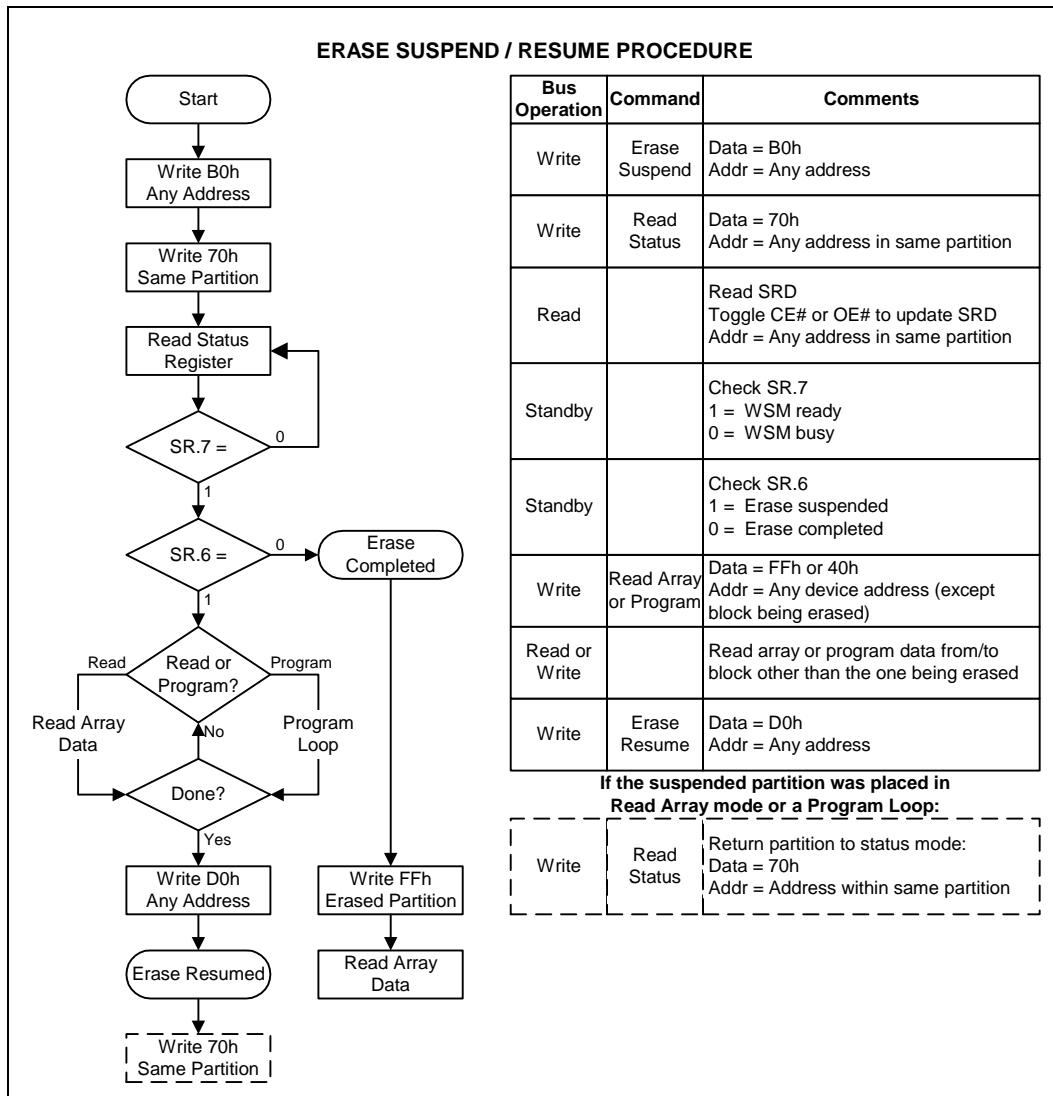 ERASE SUSPEND / RESUME PROCEDURE
Start
Write B0h
Any Address
Write 70h
Same Partition
Read Status
Register
SR.7 =
0
1
SR.6 =
0
1
Erase
Completed
Read or
Program?
Read
Program
Read Array
Data
Program
Loop
No
Done?
Yes
Write D0h
Any Address
Write FFh
Erased Partition
Erase Resumed
Read Array
Data
Write 70h
Same Partition
Bus
Operation
Command
Comments
Write
Erase
Suspend
Data = B0h
Addr = Any address
Write
Read
Status
Data = 70h
Addr = Any address in same partition
Read
Read SRD
Toggle CE# or OE# to update SRD
Addr = Any address in same partition
Standby
Check SR.7
1 = WSM ready
0 = WSM busy
Standby
Check SR.6
1 = Erase suspended
0 = Erase completed
Write
Read Array
or Program
Data = FFh or 40h
Addr = Any device address (except
block being erased)
Read or
Write
Read array or program data from/to
block other than the one being erased
Write
Erase
Resume
Data = D0h
Addr = Any address
If the suspended partition was placed in
Read Array mode or a Program Loop:
Write
Read
Status
Return partition to status mode:
Data = 70h
Addr = Address within same partition